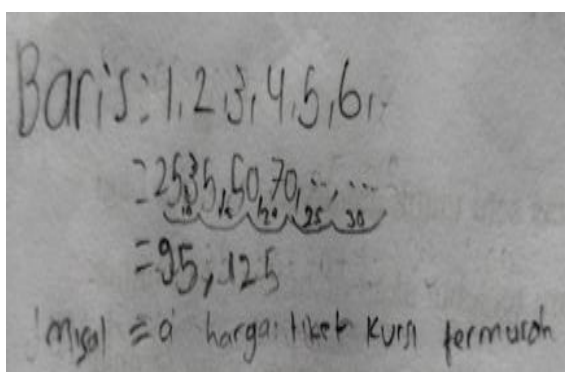 Baris: 1, 2, 3, 4, 5, 6, ..
= 25, 35, 50, 70, ..., ...
10 15 20 25 30
= 95, 125
Misal = a harga tiket kursi termurah